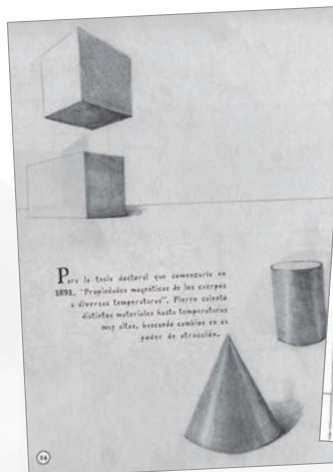 Para la tesis doctoral que comenzaría en
1891, "Propiedades magnéticas de los cuerpos
a diversas temperaturas", Pierre calentó
distintos materiales hasta temperaturas
muy altas, buscando cambios en su
poder de atracción.
14